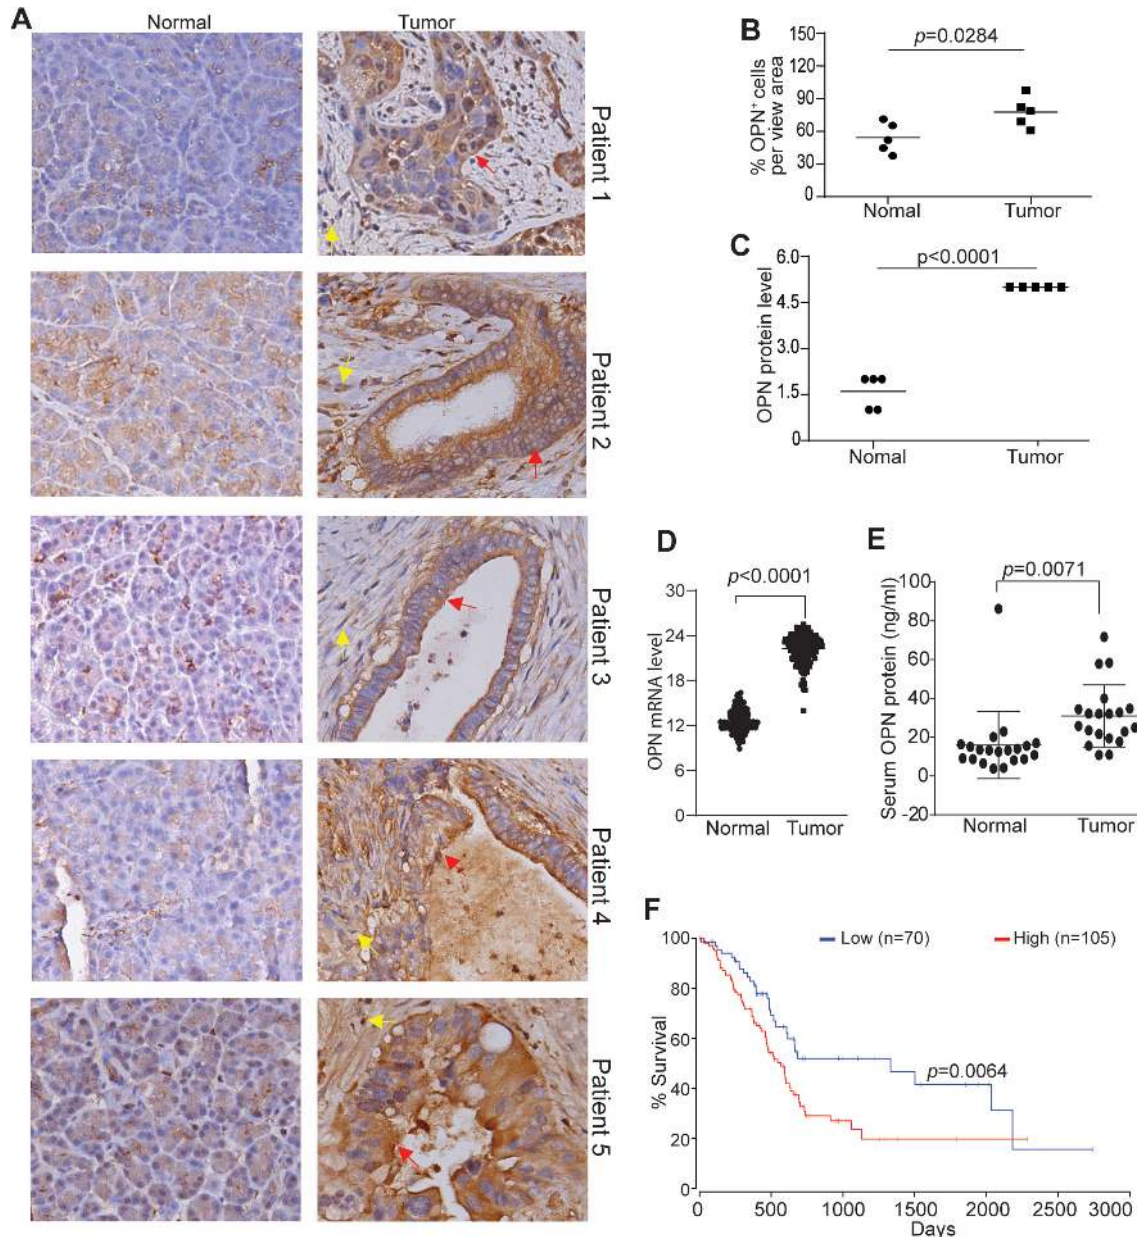 A
Normal
Tumor
Patient 1
Patient 2
Patient 3
Patient 4
Patient 5
B
% OPN⁺ cells
per view area
150
120
90
60
30
0
p=0.0284
Nomal
Tumor
C
OPN protein level
6.0
4.5
3.0
1.5
0
p<0.0001
Nomal
Tumor
D
OPN mRNA level
30
24
18
12
6
0
p<0.0001
Normal
Tumor
E
Serum OPN protein (ng/ml)
100
80
60
40
20
0
-20
p=0.0071
Normal
Tumor
F
% Survival
100
80
60
40
20
0
Low (n=70)
High (n=105)
p=0.0064
0 500 1000 1500 2000 2500 3000
Days